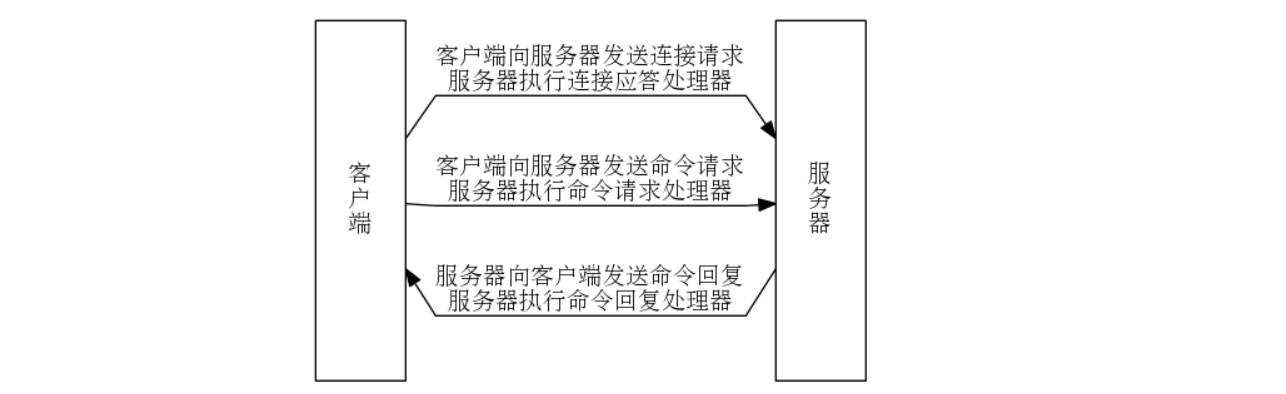 客户端向服务器发送连接请求
服务器执行连接应答处理器
客户端
客户端向服务器发送命令请求
服务器执行命令请求处理器
服务器
服务器向客户端发送命令回复
服务器执行命令回复处理器